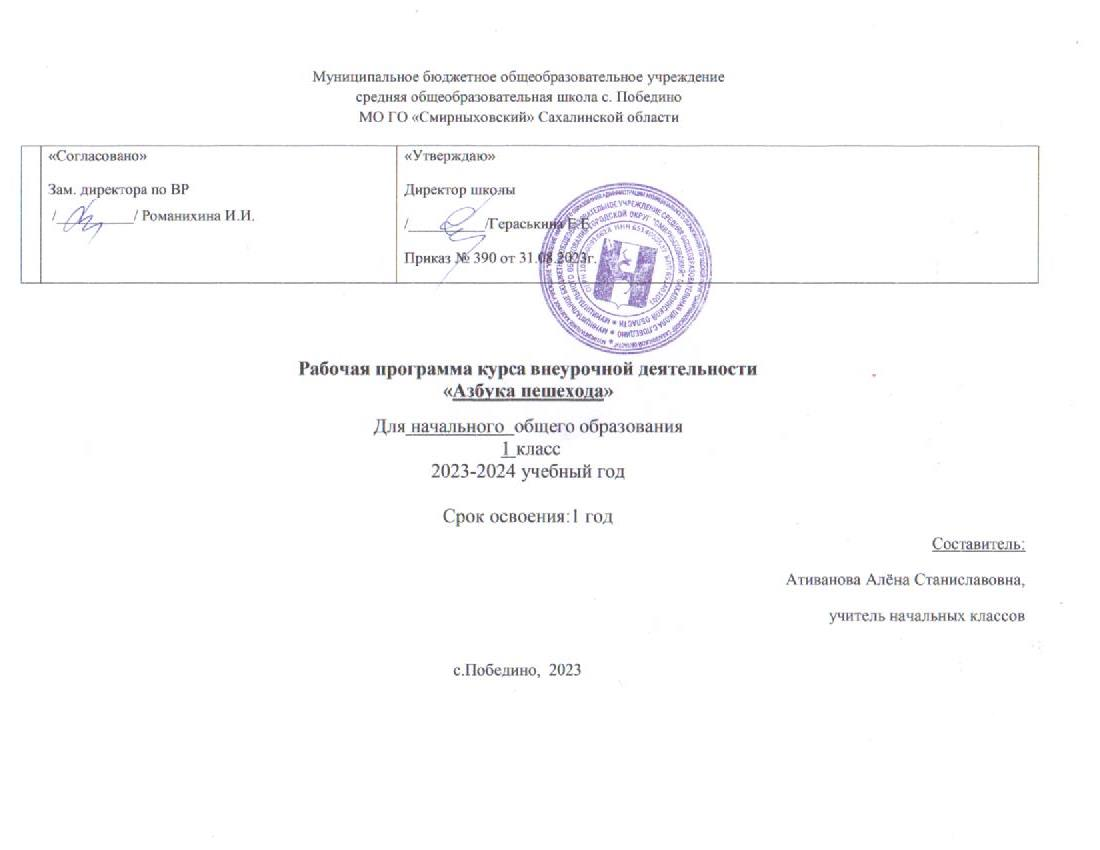 Муниципальное бюджетное общеобразовательное учреждение
средняя общеобразовательная школа с. Победино
МО ГО «Смирныховский» Сахалинской области
«Согласовано»
Зам. директора по ВР
/__________/ Романихина И.И.
«Утверждаю»
Директор школы
/__________/Гераськина Е.Е
Приказ № 390 от 31.08.2023г.
Рабочая программа курса внеурочной деятельности
«Азбука пешехода»
Для начального общего образования
1 класс
2023-2024 учебный год
Срок освоения:1 год
Составитель:
Ативанова Алёна Станиславовна,
учитель начальных классов
с.Победино, 2023